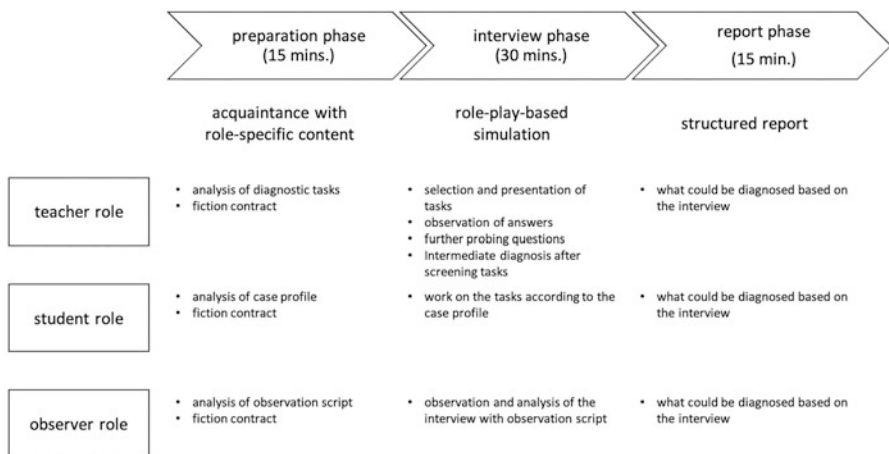 preparation phase
(15 mins.)
interview phase
(30 mins.)
report phase
(15 min.)
acquaintance with
role-specific content
role-play-based
simulation
structured report
teacher role
• analysis of diagnostic tasks
• fiction contract
• selection and presentation of
tasks
• observation of answers
• further probing questions
• Intermediate diagnosis after
screening tasks
• what could be diagnosed based on
the interview
student role
• analysis of case profile
• fiction contract
• work on the tasks according to the
case profile
• what could be diagnosed based on
the interview
observer role
• analysis of observation script
• fiction contract
• observation and analysis of the
interview with observation script
• what could be diagnosed based on
the interview